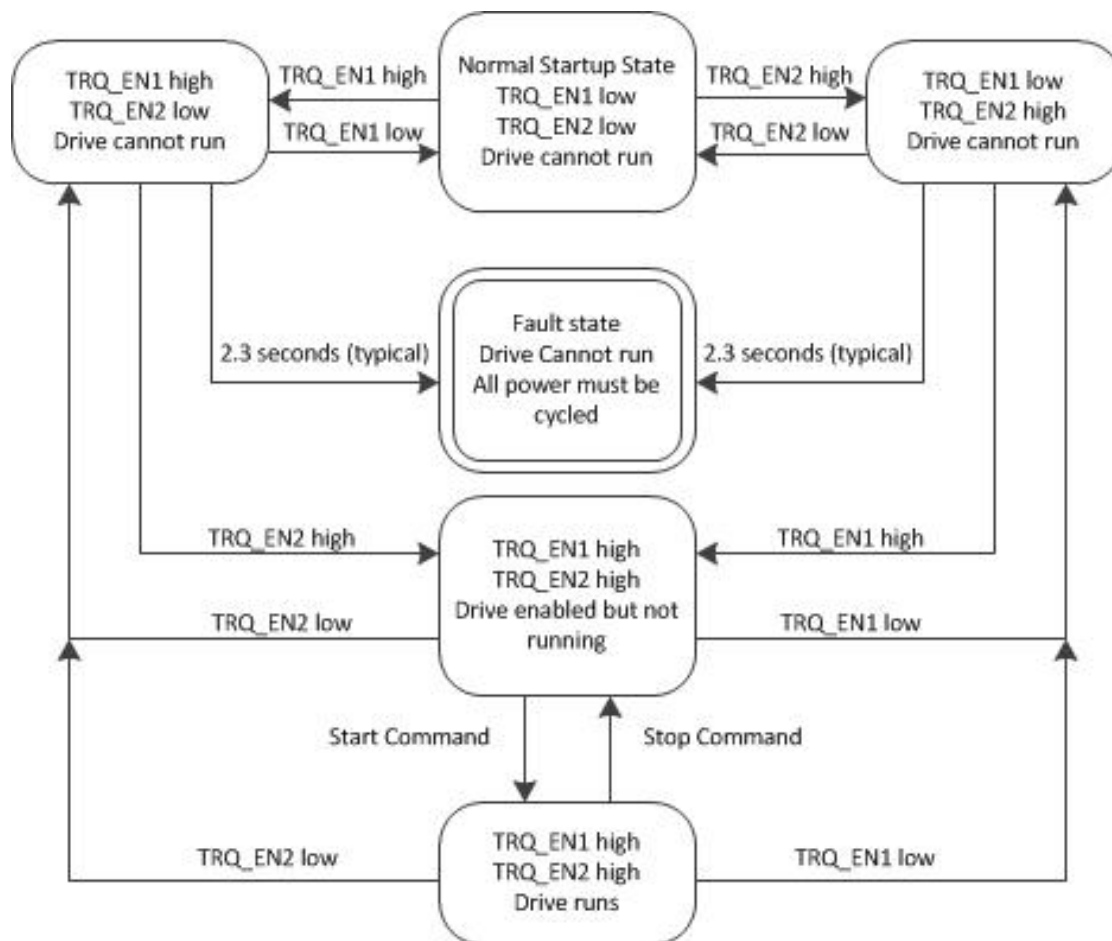 TRQ_EN1 high
TRQ_EN2 low
Drive cannot run
TRQ_EN1 high
TRQ_EN1 low
Normal Startup State
TRQ_EN1 low
TRQ_EN2 low
Drive cannot run
TRQ_EN2 high
TRQ_EN2 low
TRQ_EN1 low
TRQ_EN2 high
Drive cannot run
2.3 seconds (typical)
Fault state
Drive Cannot run
All power must be
cycled
2.3 seconds (typical)
TRQ_EN2 high
TRQ_EN2 low
TRQ_EN1 high
TRQ_EN2 high
Drive enabled but not
running
TRQ_EN1 high
TRQ_EN1 low
Start Command
Stop Command
TRQ_EN2 low
TRQ_EN1 high
TRQ_EN2 high
Drive runs
TRQ_EN1 low